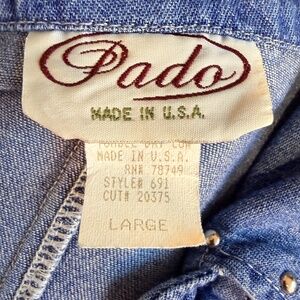 Pado
MADE IN U.S.A.
MADE IN U.S.A.
RN# 78749
STYLE# 691
CUT# 20375
LARGE